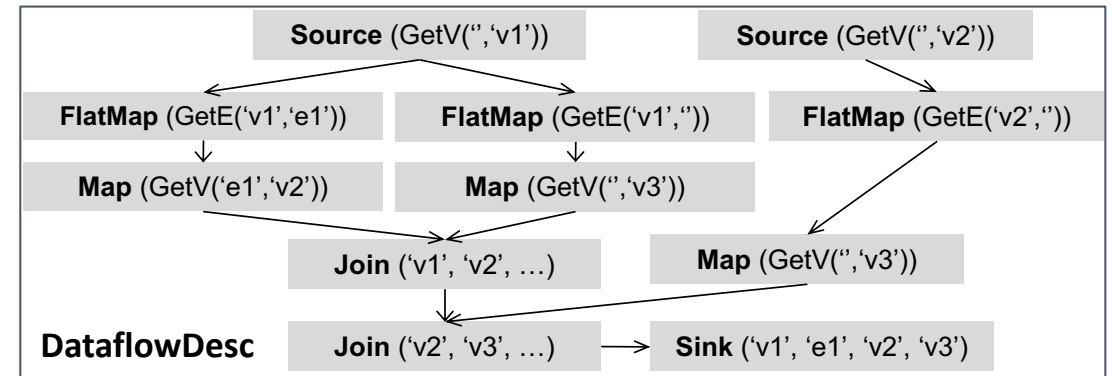 Source (GetV(‘’,‘v1’))
Source (GetV(‘’,‘v2’))
FlatMap (GetE(‘v1’,‘e1’))
FlatMap (GetE(‘v1’,‘’))
FlatMap (GetE(‘v2’,‘’))
Map (GetV(‘e1’,‘v2’))
Map (GetV(‘’,‘v3’))
Join (‘v1’, ‘v2’, …)
Map (GetV(‘’,‘v3’))
DataflowDesc
Join (‘v2’, ‘v3’, …)
Sink (‘v1’, ‘e1’, ‘v2’, ‘v3’)